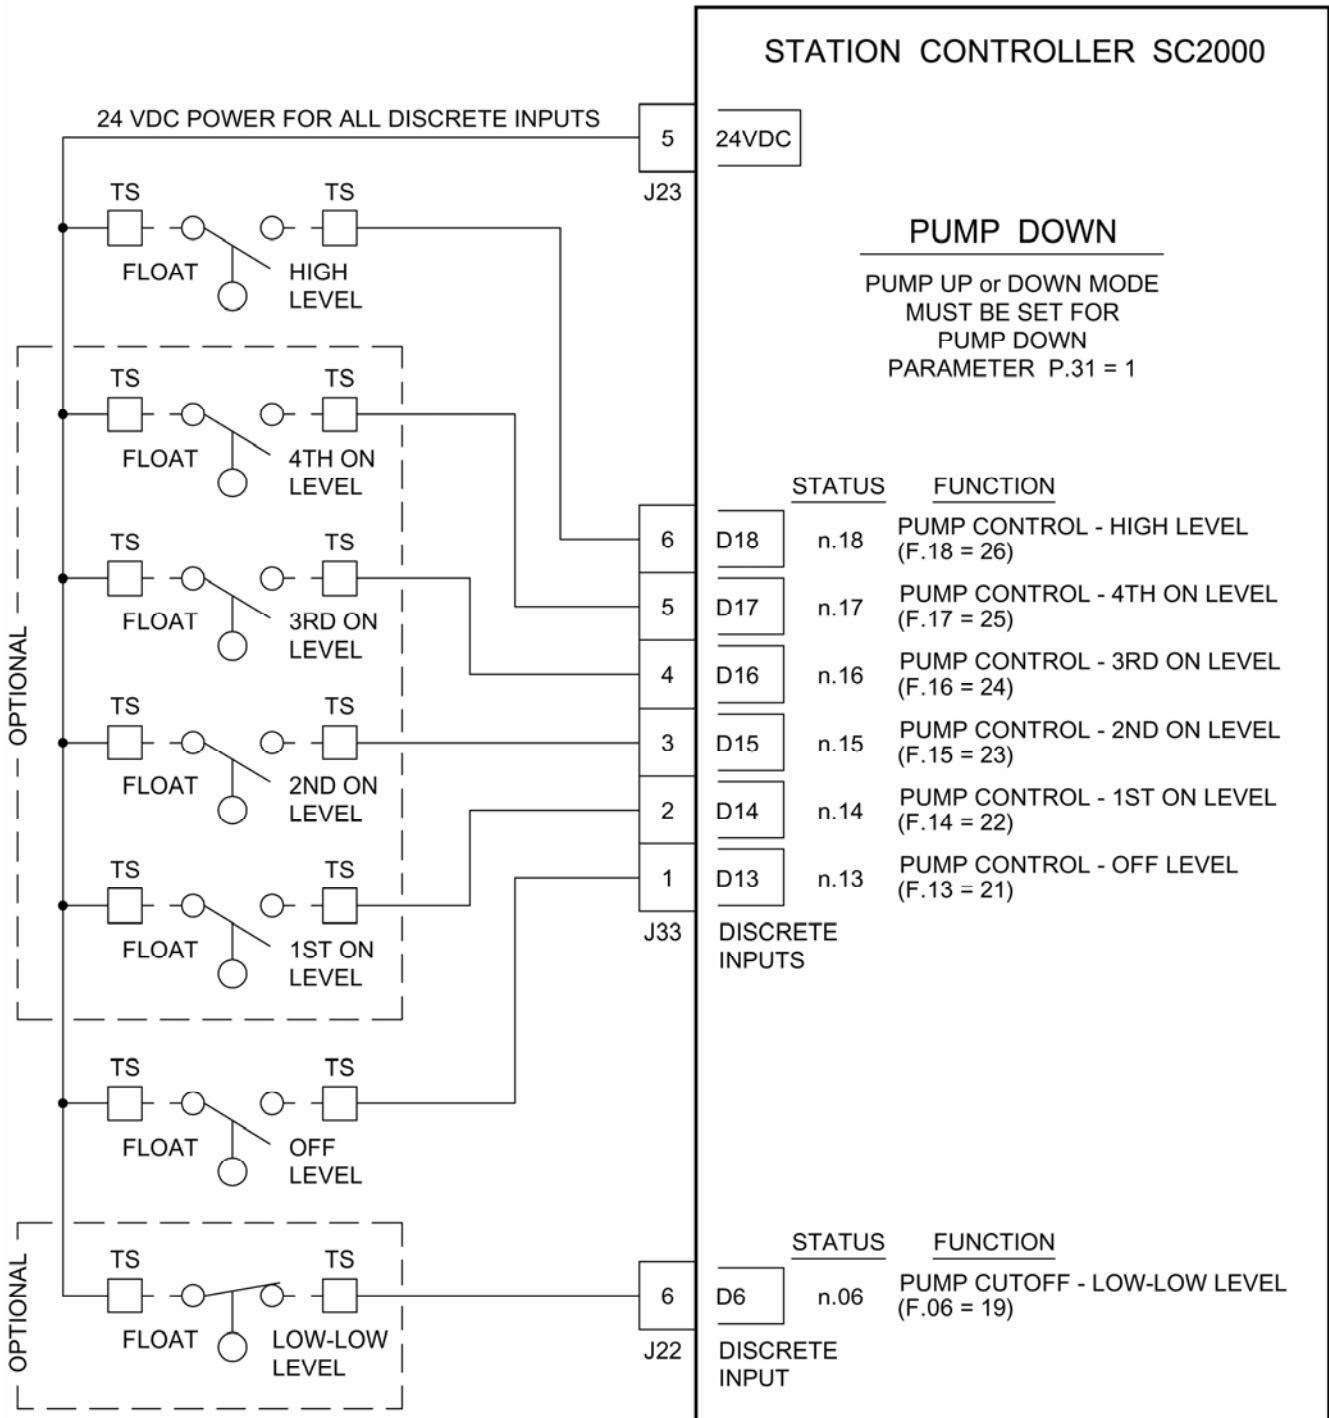 STATION CONTROLLER SC2000
24 VDC POWER FOR ALL DISCRETE INPUTS
5
24VDC
J23
TS
TS
FLOAT
HIGH
LEVEL
PUMP DOWN
PUMP UP or DOWN MODE
MUST BE SET FOR
PUMP DOWN
PARAMETER P.31 = 1
OPTIONAL
TS
TS
FLOAT
4TH ON
LEVEL
TS
TS
FLOAT
3RD ON
LEVEL
TS
TS
FLOAT
2ND ON
LEVEL
TS
TS
FLOAT
1ST ON
LEVEL
STATUS FUNCTION
6 D18 n.18 PUMP CONTROL - HIGH LEVEL
(F.18 = 26)
5 D17 n.17 PUMP CONTROL - 4TH ON LEVEL
(F.17 = 25)
4 D16 n.16 PUMP CONTROL - 3RD ON LEVEL
(F.16 = 24)
3 D15 n.15 PUMP CONTROL - 2ND ON LEVEL
(F.15 = 23)
2 D14 n.14 PUMP CONTROL - 1ST ON LEVEL
(F.14 = 22)
1 D13 n.13 PUMP CONTROL - OFF LEVEL
(F.13 = 21)
J33
DISCRETE
INPUTS
TS
TS
FLOAT
OFF
LEVEL
OPTIONAL
TS
TS
FLOAT
LOW-LOW
LEVEL
STATUS FUNCTION
6 D6 n.06 PUMP CUTOFF - LOW-LOW LEVEL
(F.06 = 19)
J22
DISCRETE
INPUT